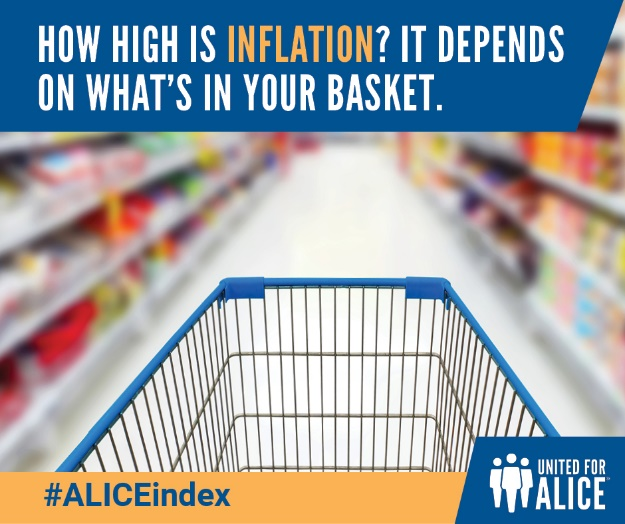 HOW HIGH IS INFLATION? IT DEPENDS
ON WHAT'S IN YOUR BASKET.
#ALICEindex
UNITED FOR
ALICE